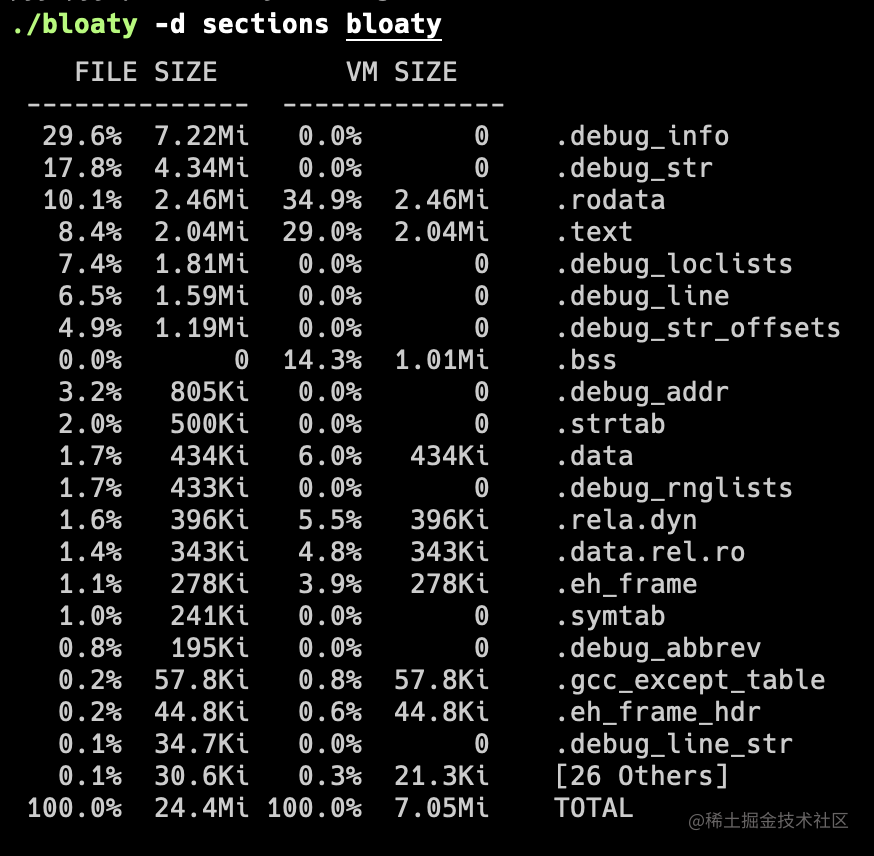 ./bloaty -d sections bloaty
FILE SIZE VM SIZE
-------------- --------------
29.6% 7.22Mi 0.0% 0 .debug_info
17.8% 4.34Mi 0.0% 0 .debug_str
10.1% 2.46Mi 34.9% 2.46Mi .rodata
8.4% 2.04Mi 29.0% 2.04Mi .text
7.4% 1.81Mi 0.0% 0 .debug_loclists
6.5% 1.59Mi 0.0% 0 .debug_line
4.9% 1.19Mi 0.0% 0 .debug_str_offsets
0.0% 0 14.3% 1.01Mi .bss
3.2% 805Ki 0.0% 0 .debug_addr
2.0% 500Ki 0.0% 0 .strtab
1.7% 434Ki 6.0% 434Ki .data
1.7% 433Ki 0.0% 0 .debug_rnglists
1.6% 396Ki 5.5% 396Ki .rela.dyn
1.4% 343Ki 4.8% 343Ki .data.rel.ro
1.1% 278Ki 3.9% 278Ki .eh_frame
1.0% 241Ki 0.0% 0 .symtab
0.8% 195Ki 0.0% 0 .debug_abbrev
0.2% 57.8Ki 0.8% 57.8Ki .gcc_except_table
0.2% 44.8Ki 0.6% 44.8Ki .eh_frame_hdr
0.1% 34.7Ki 0.0% 0 .debug_line_str
0.1% 30.6Ki 0.3% 21.3Ki [26 Others]
100.0% 24.4Mi 100.0% 7.05Mi TOTAL
@稀土掘金技术社区